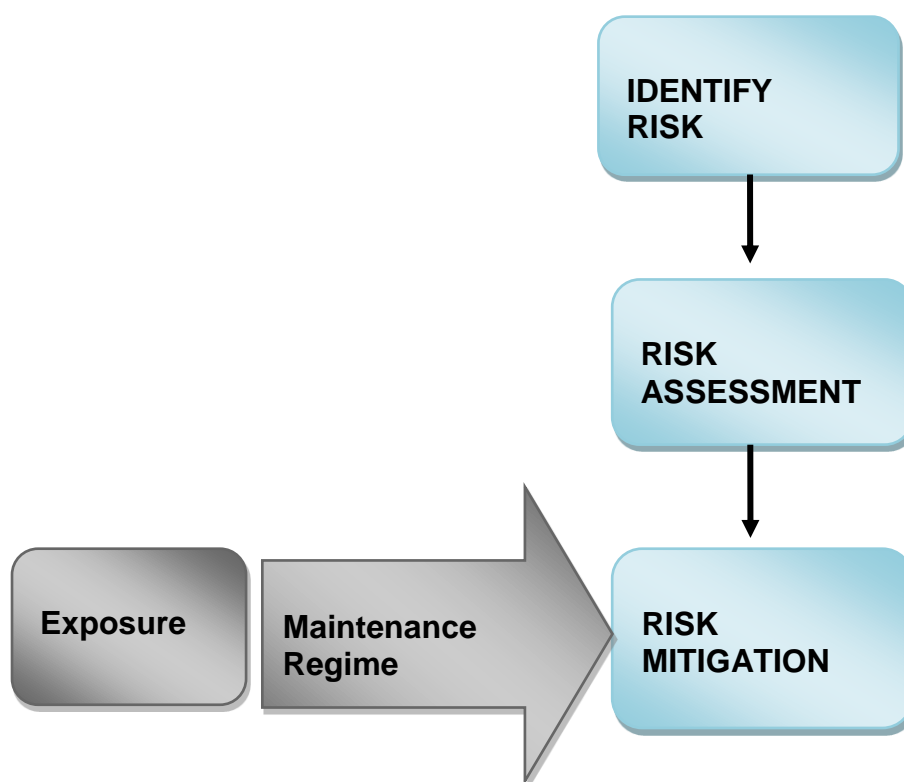 IDENTIFY
RISK
RISK
ASSESSMENT
Exposure
Maintenance
Regime
RISK
MITIGATION